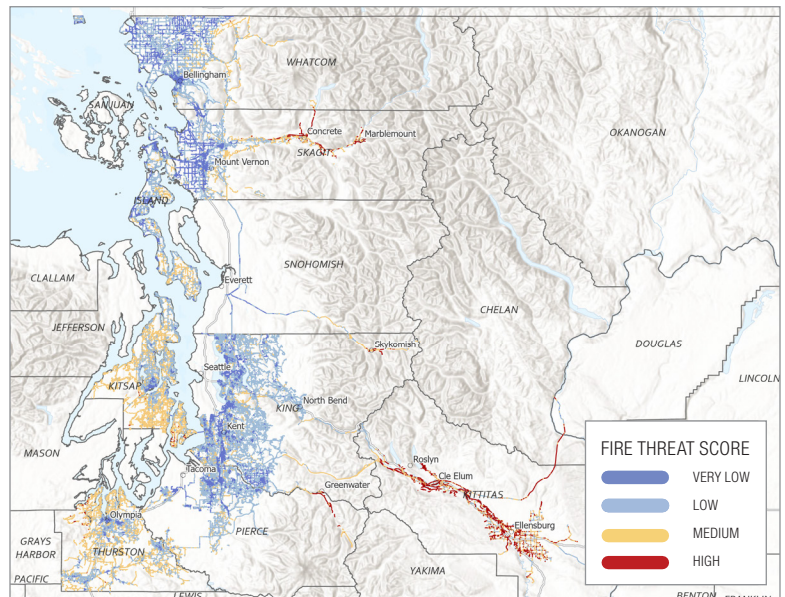 WHATCOM
Bellingham
SAN JUAN
Concrete
Marblemount
OKANOGAN
SKAGIT
Mount Vernon
ISLAND
SNOHOMISH
CLALLAM
Everett
CHELAN
JEFFERSON
Skykomish
DOUGLAS
Seattle
LINCOLN
KITSAP
North Bend
KING
Kent
FIRE THREAT SCORE
MASON
Roslyn
Tacoma
Cle Elum
VERY LOW
Greenwater
KITTITAS
LOW
Olympia
Ellensburg
PIERCE
MEDIUM
GRAYS
HARBOR
THURSTON
HIGH
YAKIMA
PACIFIC
LEWIS
BENTON
FRANKLIN